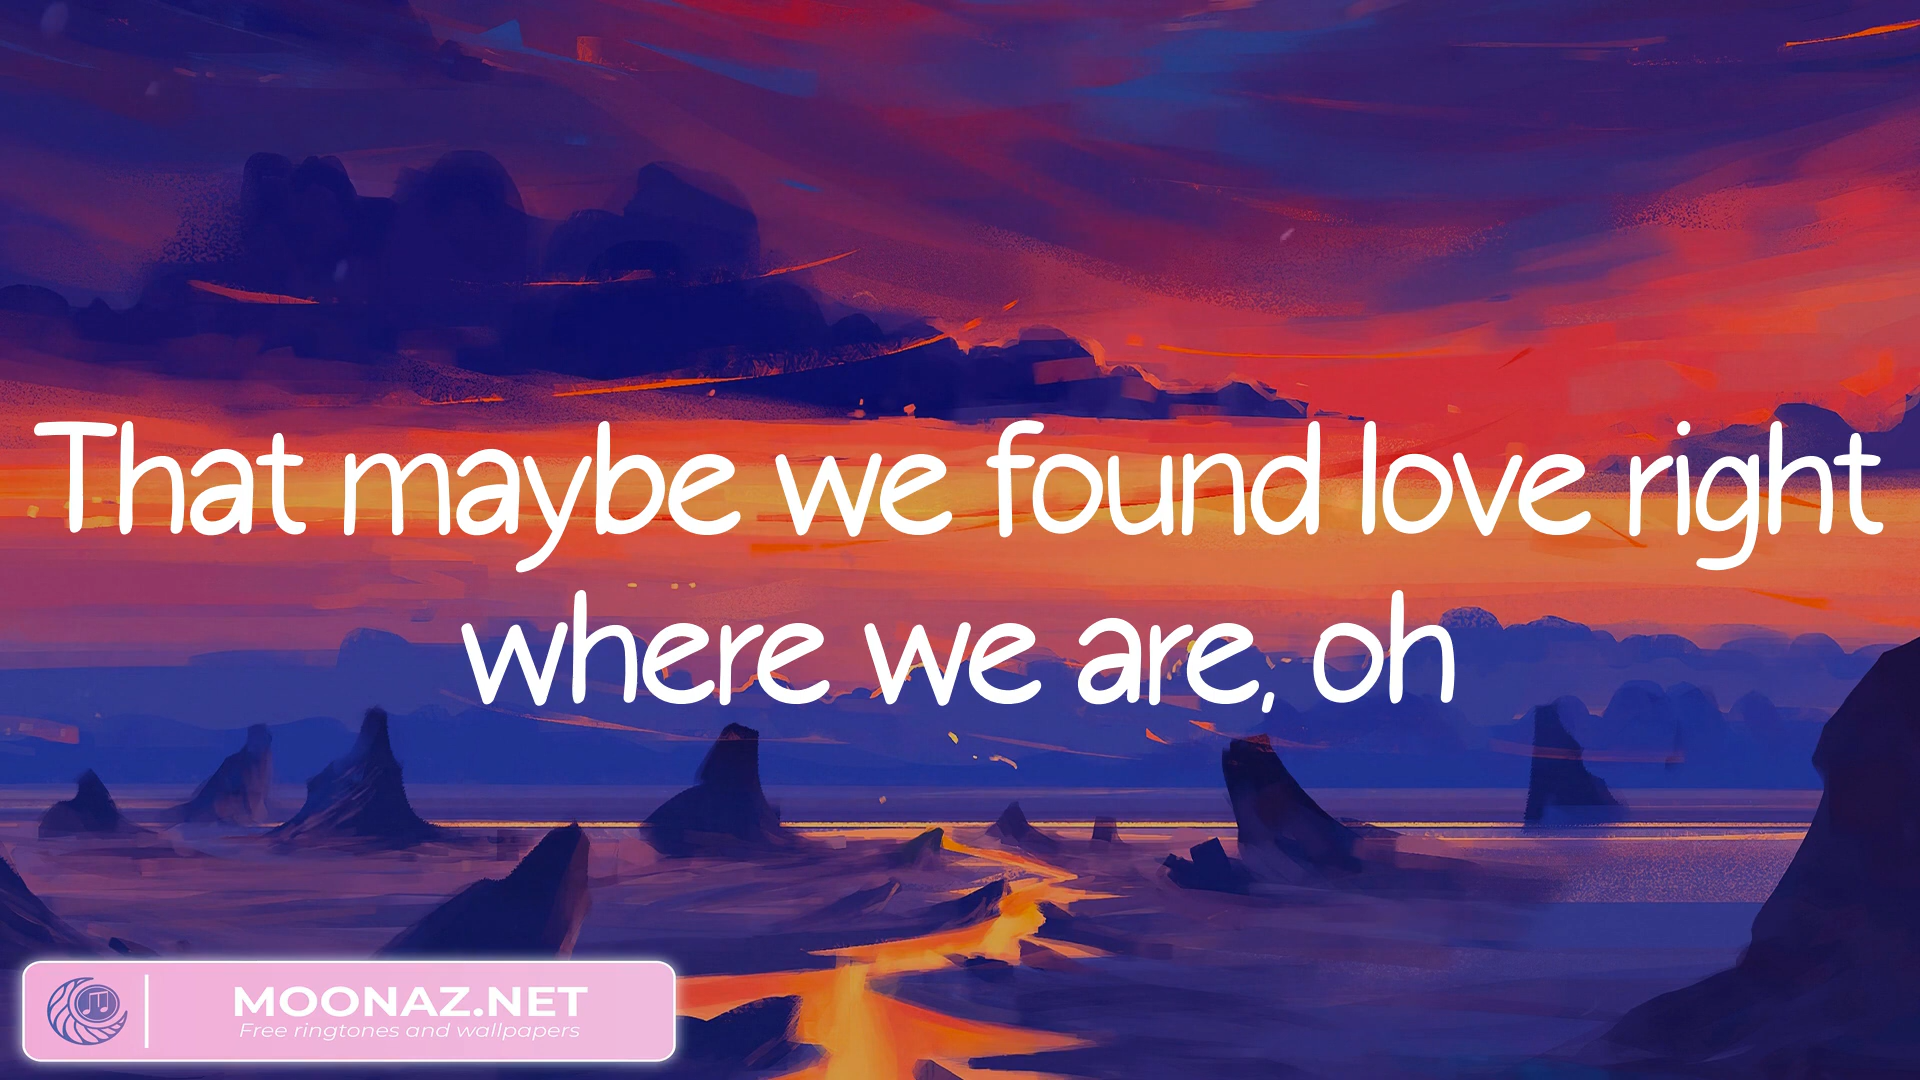 That maybe we found love right
where we are, oh
MOONAZ.NET
Free ringtones and wallpapers